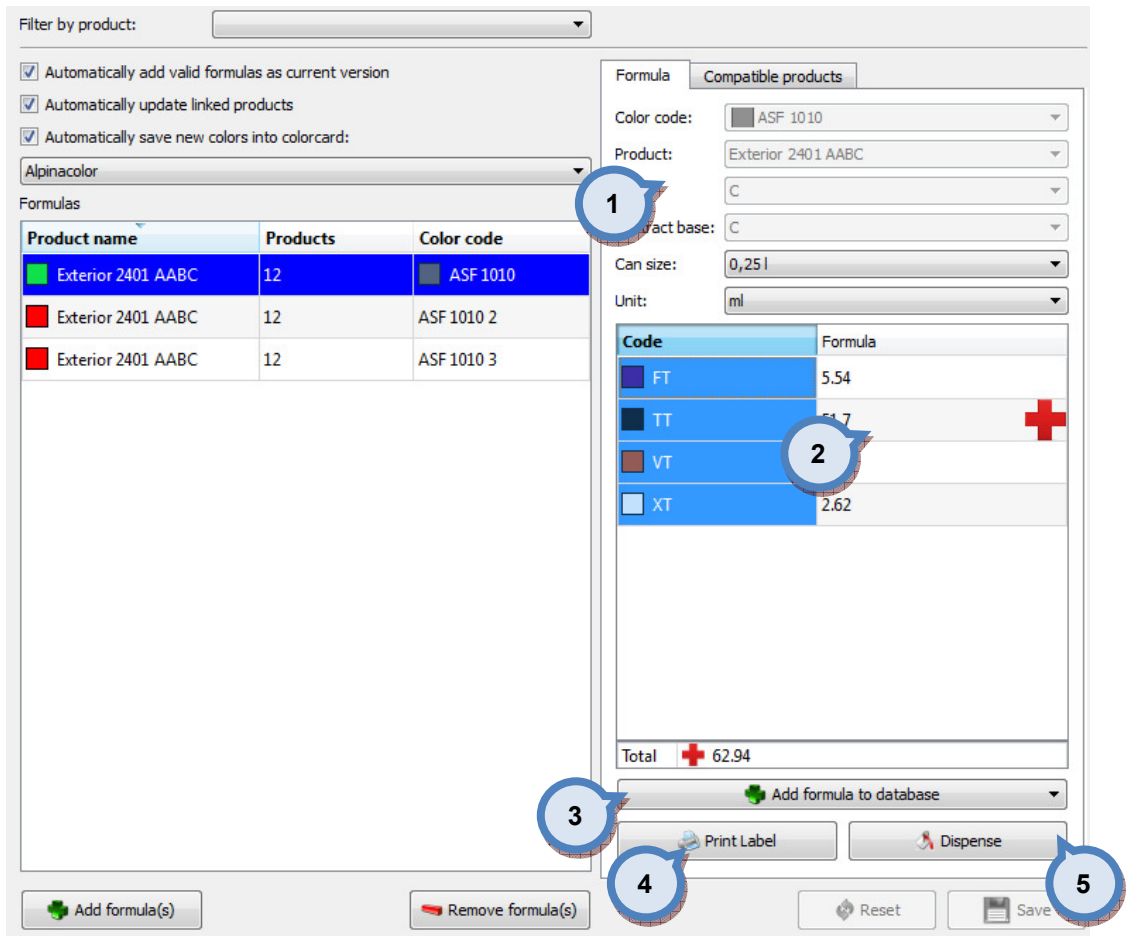 Filter by product:
Automatically add valid formulas as current version
Automatically update linked products
Automatically save new colors into colorcard:
Alpinacolor
Formulas
Product name Products Color code
Exterior 2401 AABC 12 ASF 1010
Exterior 2401 AABC 12 ASF 1010 2
Exterior 2401 AABC 12 ASF 1010 3
Add formula(s) Remove formula(s)
Formula Compatible products
Color code: ASF 1010
Product: Exterior 2401 AABC
1 C
base: C
Can size: 0,25 l
Unit: ml
Code Formula
FT 5.54
TT
2
VT
XT 2.62
Total 62.94
3 Add formula to database
Print Label Dispense
4 5
Reset Save